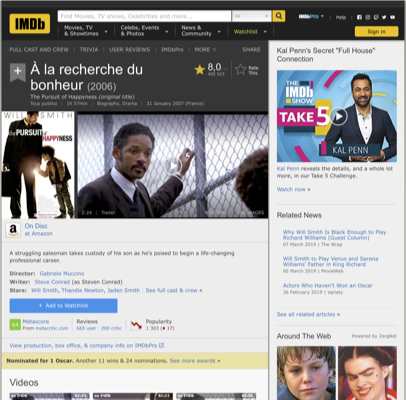 IMDb
Find Movies, TV shows, Celebrities and more...
All
IMDbPro
Help
Movies, TV
& Showtimes
Celebs, Events
& Photos
News &
Community
Watchlist
Sign in
FULL CAST AND CREW | TRIVIA | USER REVIEWS | IMDbPro | MORE
SHARE
À la recherche du
bonheur (2006)
The Pursuit of Happyness (original title)
Tous publics | 1h 57min | Biography, Drama | 31 January 2007 (France)
8,0
Rate
This
WILL SMITH
the PURSUIT of
HAPPYNESS
2:24 | Trailer
IMAGES
On Disc
at Amazon
A struggling salesman takes custody of his son as he's poised to begin a life-changing
professional career.
Director: Gabriele Muccino
Writer: Steve Conrad (as Steven Conrad)
Stars: Will Smith, Thandie Newton, Jaden Smith | See full cast & crew »
+ Add to Watchlist
64
Metascore
From metacritic.com
Reviews
665 user | 200 critic
Popularity
1 303 (17)
View production, box office, & company info on IMDbPro
Nominated for 1 Oscar. Another 11 wins & 24 nominations. See more awards »
Videos
Kal Penn's Secret "Full House"
Connection
THE
IMDb
SHOW
TAKE 5
KAL PENN
Kal Penn reveals the details, and a whole lot
more, in our Take 5 Challenge.
Watch now »
Related News
Why Will Smith Is Black Enough to Play
Richard Williams (Guest Column)
07 March 2019 | The Wrap
Will Smith to Play Venus and Serena
Williams' Father in King Richard
05 March 2019 | MovieWeb
Actors Who Haven't Won an Oscar
26 February 2019 | Variety
See all related articles »
Around The Web
Powered by ZergNet